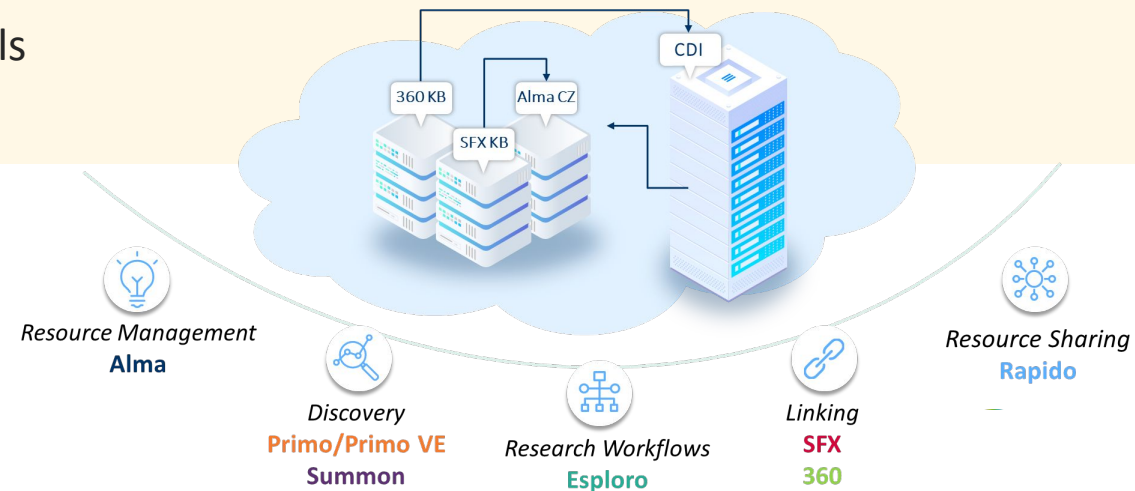 ls
CDI
360 KB
Alma CZ
SFX KB
Resource Management
Alma
Discovery
Primo/Primo VE
Summon
Research Workflows
Esploro
Linking
SFX
360
Resource Sharing
Rapido